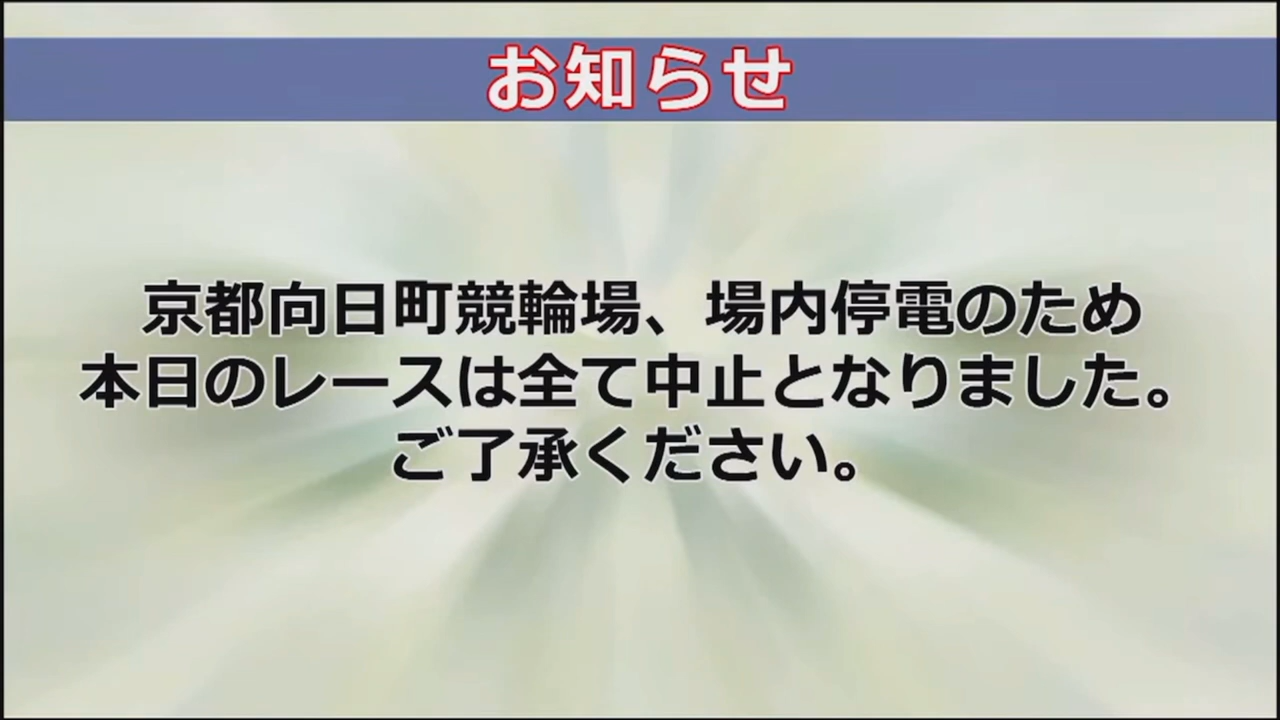 お知らせ
京都向日町競輪場、場内停電のため
本日のレースは全て中止となりました。
ご了承ください。